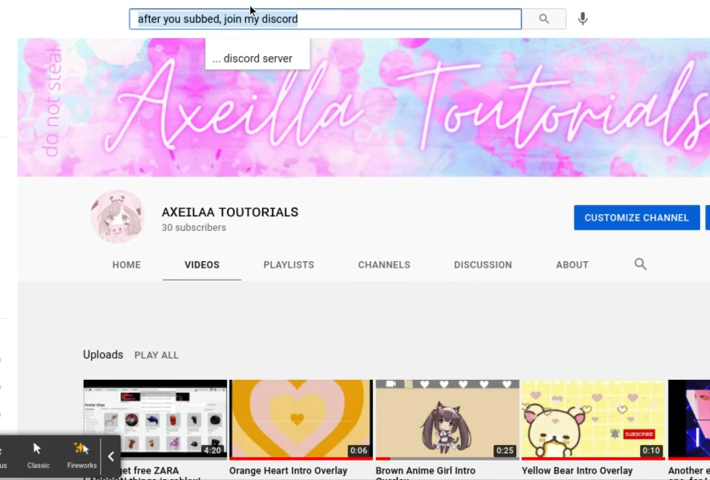 after you subbed, join my discord
... discord server
do not steal
Axeilla Toutorials
AXEILAA TOUTORIALS
30 subscribers
CUSTOMIZE CHANNEL
HOME VIDEOS PLAYLISTS CHANNELS DISCUSSION ABOUT
Uploads PLAY ALL
4:20
0:06
0:25
SUBSCRIBE
0:10
us Classic Fireworks
get free ZARA
Orange Heart Intro Overlay
Brown Anime Girl Intro
Yellow Bear Intro Overlay
Another e